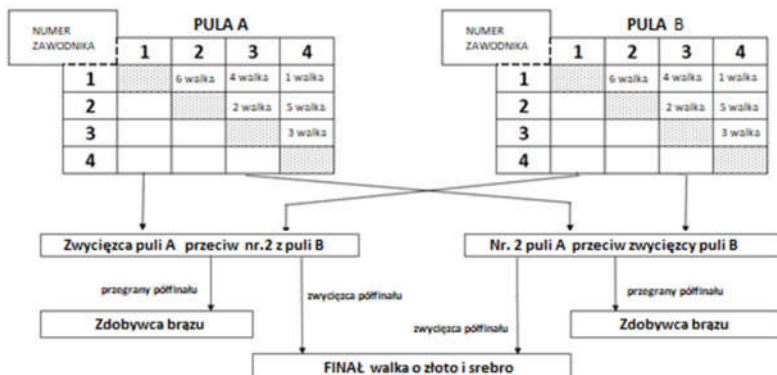 PULA A
NUMER
ZAWODNIKA
1 2 3 4
1 6 walka 4 walka 1 walka
2 2 walka 5 walka
3 3 walka
4
PULA B
NUMER
ZAWODNIKA
1 2 3 4
1 6 walka 4 walka 1 walka
2 2 walka 5 walka
3 3 walka
4
Zwycięzca puli A przeciw nr.2 z puli B
Nr. 2 puli A przeciw zwycięzcy puli B
przegrany półfinału
zwycięzca półfinału
zwycięzca półfinału
przegrany półfinału
Zdobywca brązu
Zdobywca brązu
FINAŁ walka o złoto i srebro